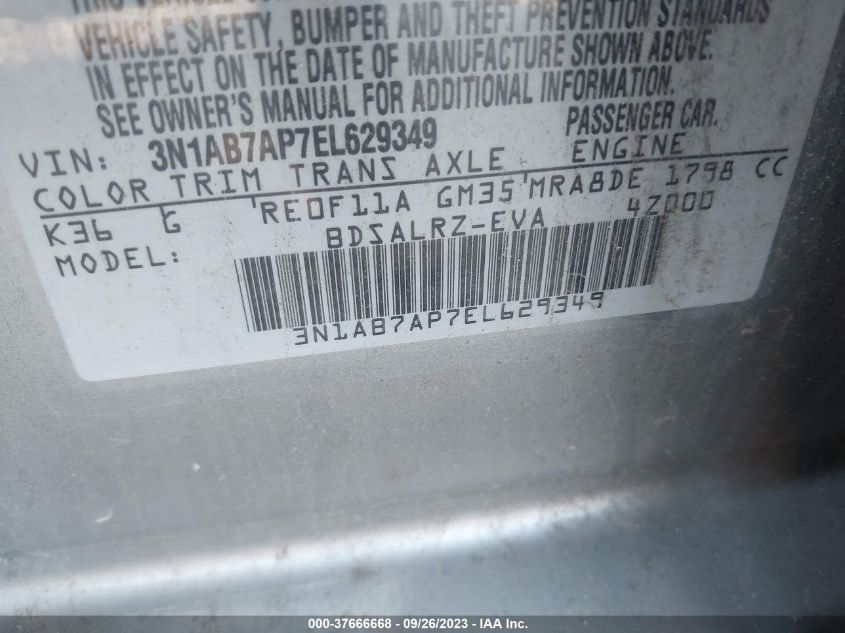 VEHICLE SAFETY, BUMPER AND THEFT PREVENTION STANDARDS
IN EFFECT ON THE DATE OF MANUFACTURE SHOWN ABOVE.
SEE OWNER'S MANUAL FOR ADDITIONAL INFORMATION.
VIN: 3N1AB7AP7EL629349 PASSENGER CAR.
COLOR TRIM TRANS AXLE ENGINE
K36 G RE0F11A GM35 MRA8DE 1798 CC
MODEL: BDSALRZ-EVA 4Z000
3N1AB7AP7EL629349
000-37666668 - 09/26/2023 - IAAI Inc.